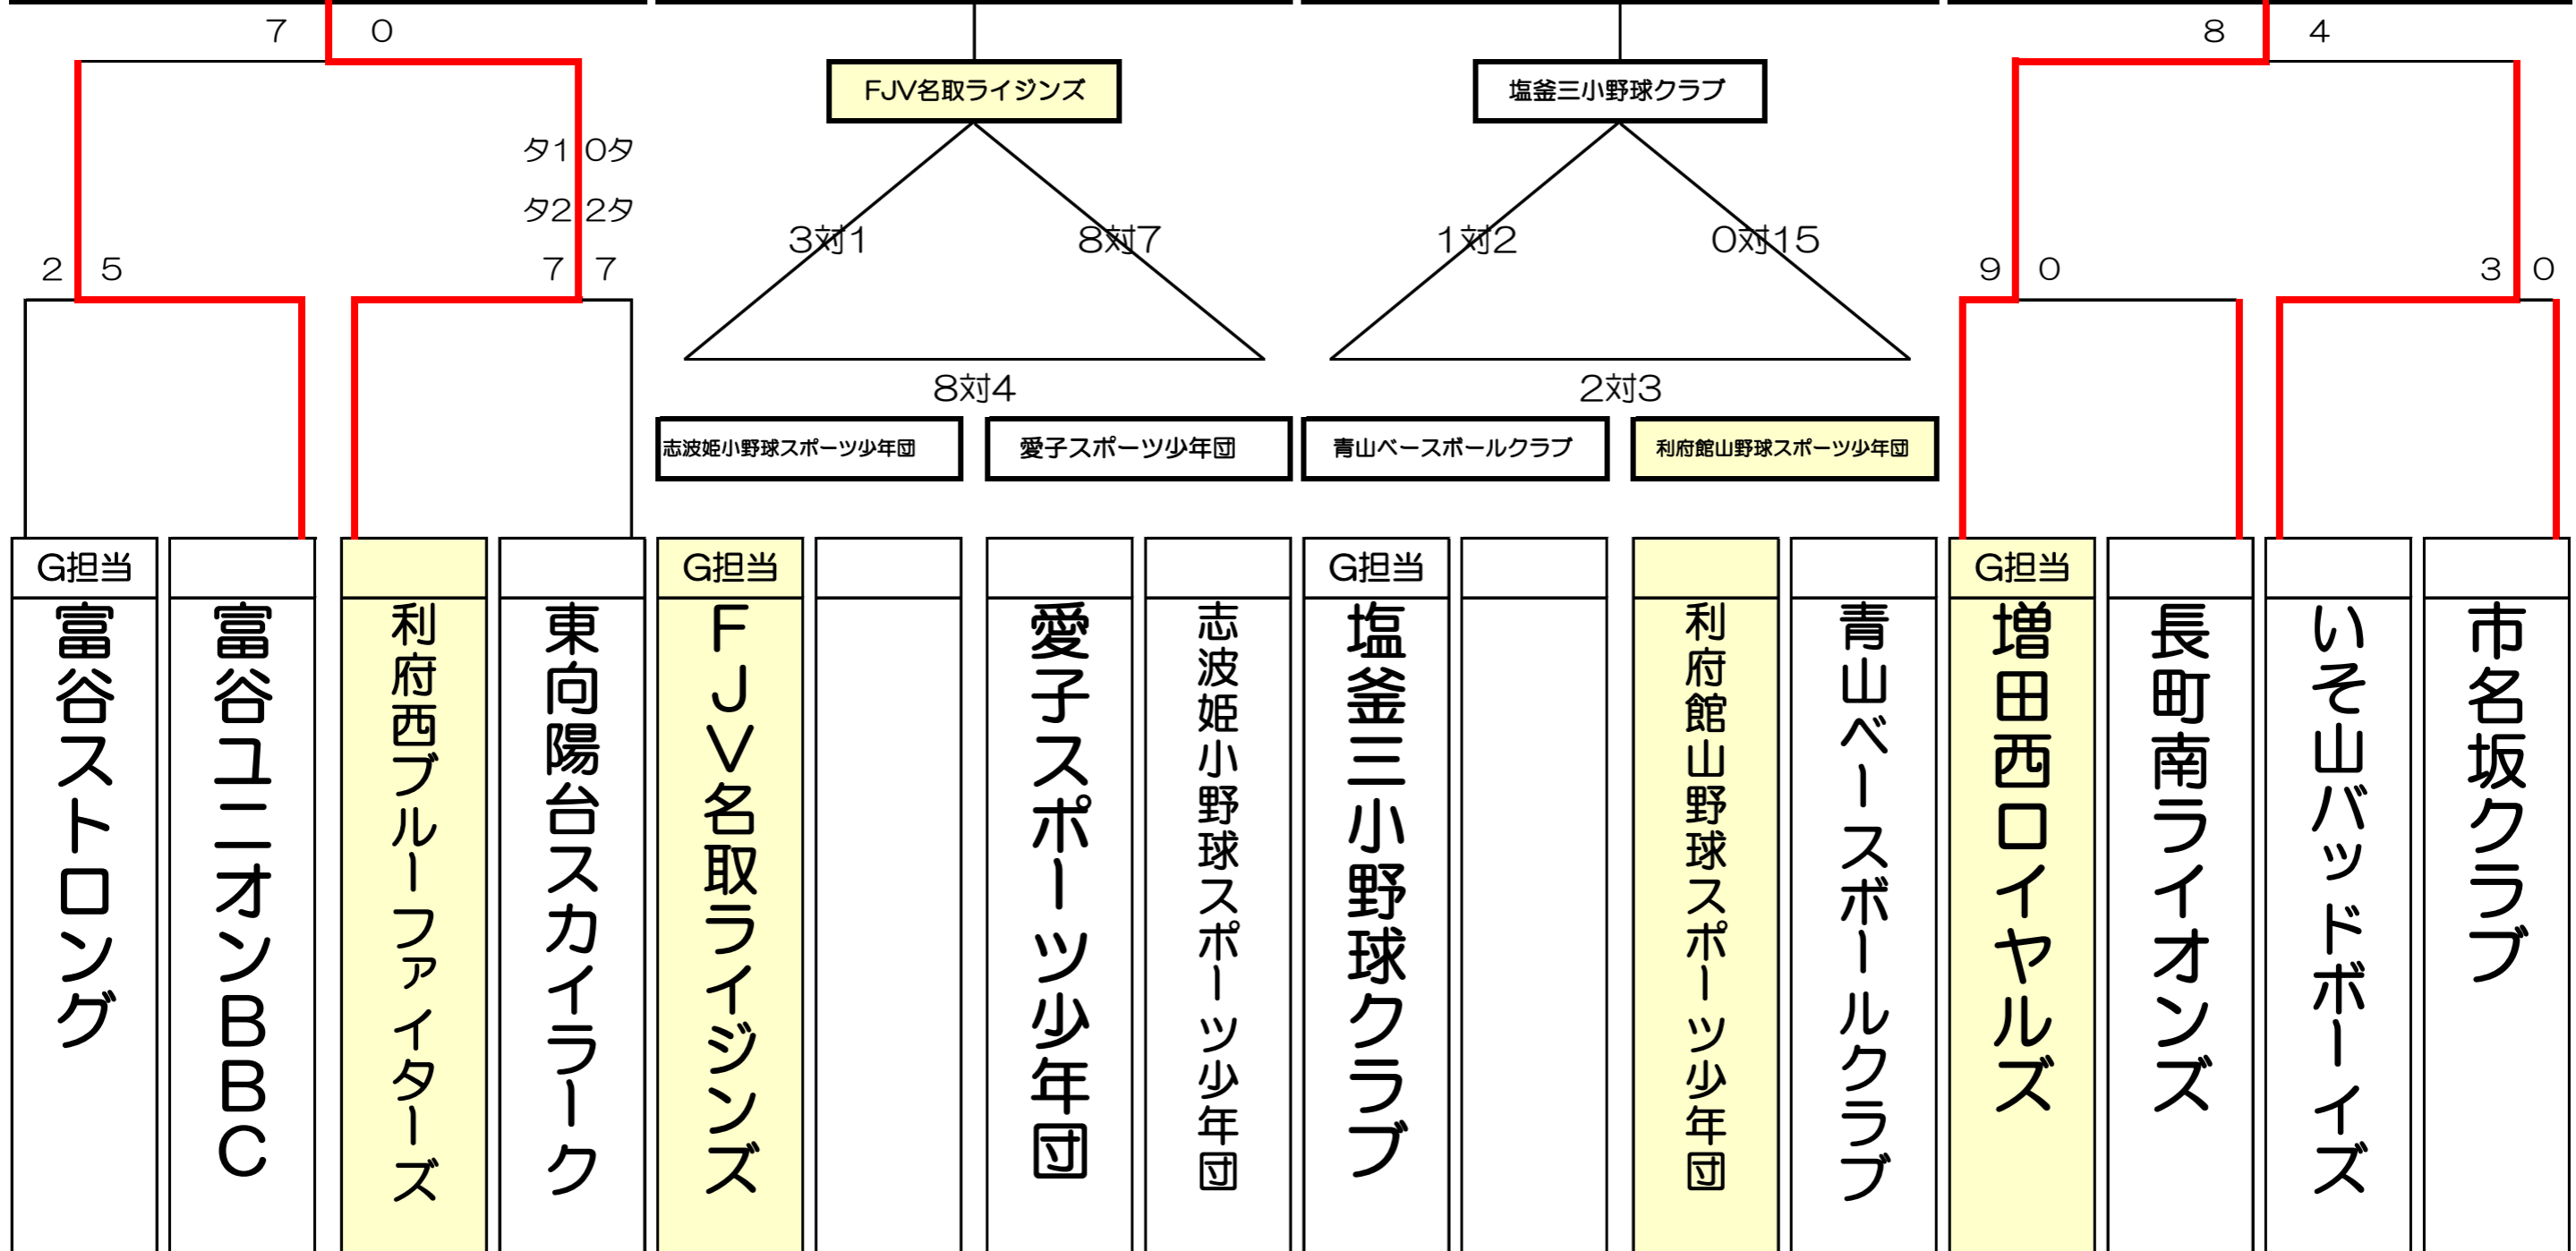 7 0
8 4
FJV名取ライジンズ
塩釜三小野球クラブ
タ1 0タ
タ2 2タ
3対1
8対7
1対2
0対15
2 5
7 7
9 0
3 0
8対4
2対3
志波姫小野球スポーツ少年団
愛子スポーツ少年団
青山ベースボールクラブ
利府館山野球スポーツ少年団
G担当
G担当
G担当
G担当
富谷ストロング
富谷ユニオンBBC
利府西ブルーファイターズ
東向陽台スカイラーク
FJV名取ライジンズ
愛子スポーツ少年団
志波姫小野球スポーツ少年団
塩釜三小野球クラブ
利府館山野球スポーツ少年団
青山ベースボールクラブ
増田西ロイヤルズ
長町南ライオンズ
いそ山バッドボーイズ
市名坂クラブ